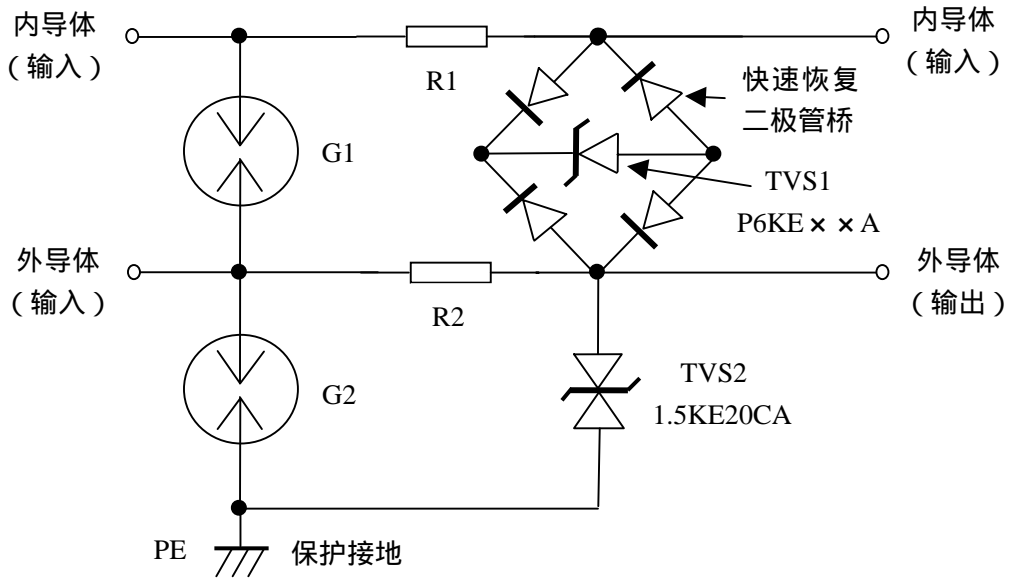 内导体
（输入）
R1
内导体
（输入）
快速恢复
二极管桥
G1
TVS1
P6KE××A
外导体
（输入）
R2
外导体
（输出）
G2
TVS2
1.5KE20CA
PE
保护接地